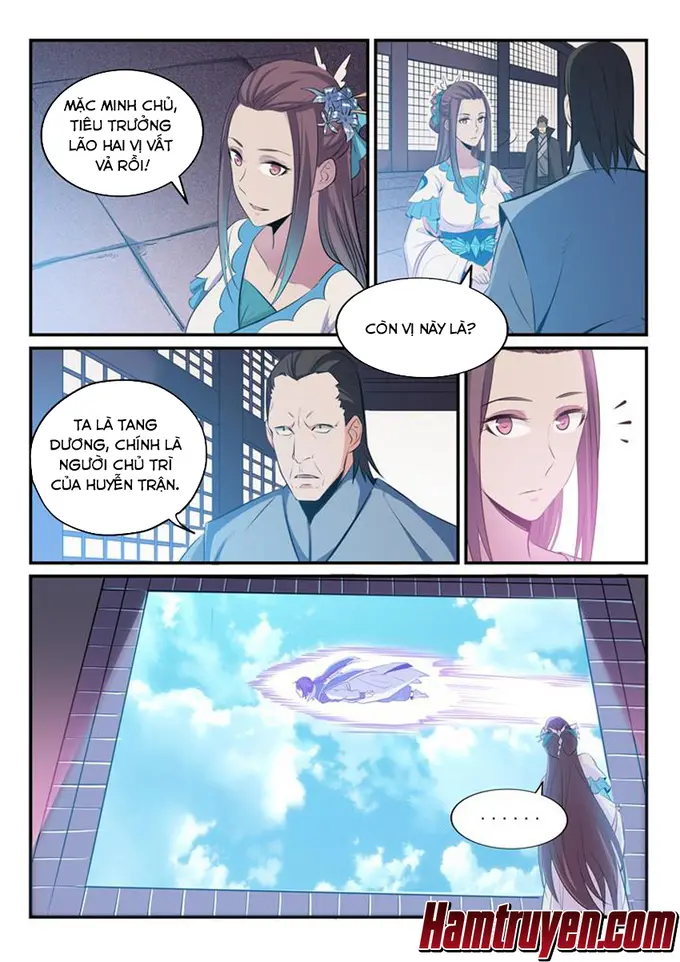 MẶC MINH CHỦ,
TIÊU TRƯỞNG
LÃO HAI VỊ VẤT
VẢ RỒI!
CÒN VỊ NÀY LÀ?
TA LÀ TANG
DƯƠNG, CHÍNH LÀ
NGƯỜI CHỦ TRÌ
CỦA HUYỄN TRẬN.
......
Hamtruyen.com